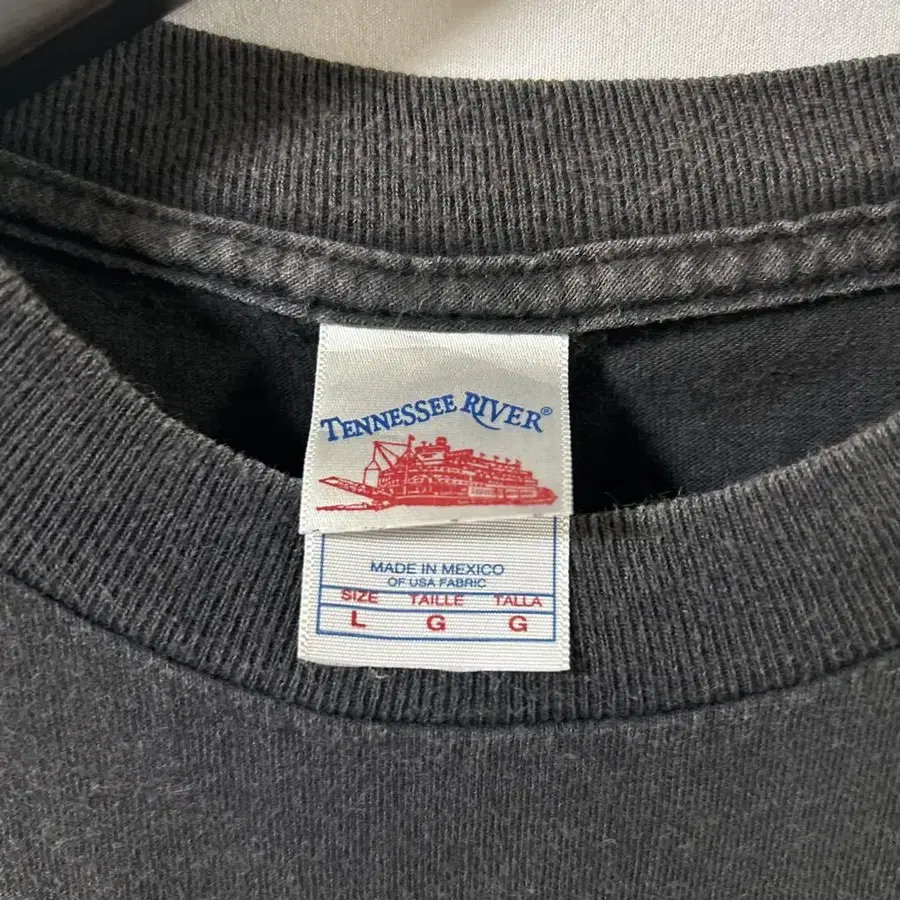 TENNESSEE RIVER®
MADE IN MEXICO
OF USA FABRIC
SIZE TAILLE TALLA
L G G